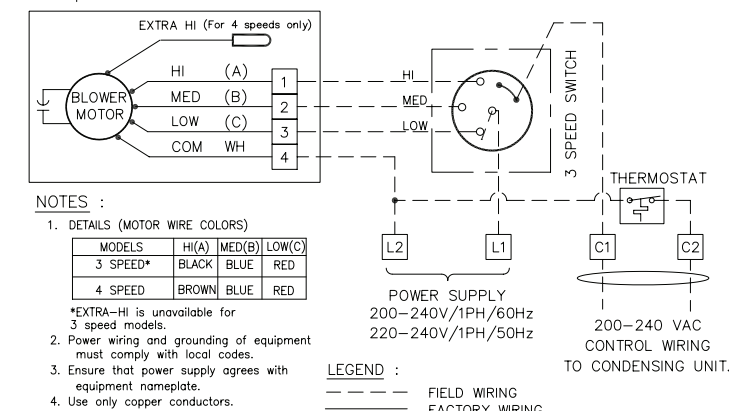 EXTRA HI (For 4 speeds only)
HI (A) 1
MED (B) 2
LOW (C) 3
COM WH 4
BLOWER
MOTOR
HI
MED
LOW
3 SPEED SWITCH
THERMOSTAT
L2 L1 C1 C2
POWER SUPPLY
200-240V/1PH/60Hz
220-240V/1PH/50Hz
200-240 VAC
CONTROL WIRING
TO CONDENSING UNIT.
NOTES :
1. DETAILS (MOTOR WIRE COLORS)
MODELS HI(A) MED(B) LOW(C)
3 SPEED* BLACK BLUE RED
4 SPEED BROWN BLUE RED
*EXTRA-HI is unavailable for
3 speed models.
2. Power wiring and grounding of equipment
must comply with local codes.
3. Ensure that power supply agrees with
equipment nameplate.
4. Use only copper conductors.
LEGEND :
FIELD WIRING
FACTORY WIRING